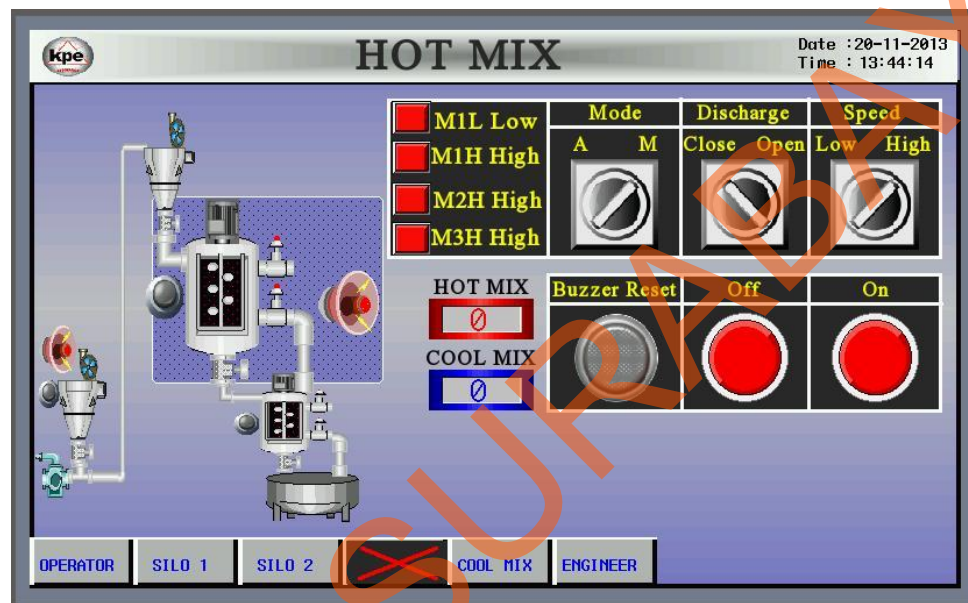 kpe
HOT MIX
Date :20-11-2013
Time : 13:44:14
M1L Low
M1H High
M2H High
M3H High
Mode
A M
Discharge
Close Open
Speed
Low High
HOT MIX
0
COOL MIX
0
Buzzer Reset
Off
On
OPERATOR
SILO 1
SILO 2
COOL MIX
ENGINEER
SURABAY